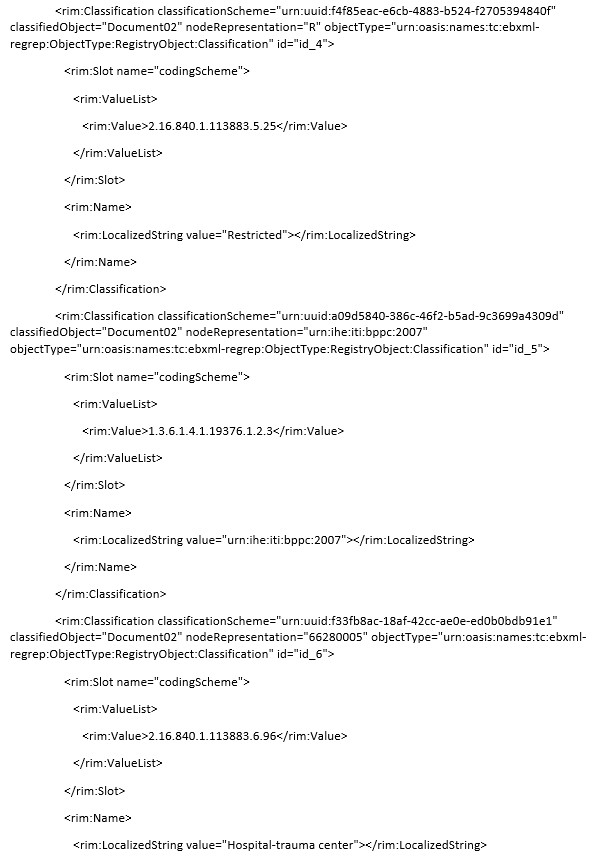 <rim:Classification classificationScheme="urn:uuid:f4f85eac-e6cb-4883-b524-f2705394840f"
classifiedObject="Document02" nodeRepresentation="R" objectType="urn:oasis:names:tc:ebxml-
regrep:ObjectType:RegistryObject:Classification" id="id_4">
<rim:Slot name="codingScheme">
<rim:ValueList>
<rim:Value>2.16.840.1.113883.5.25</rim:Value>
</rim:ValueList>
</rim:Slot>
<rim:Name>
<rim:LocalizedString value="Restricted"></rim:LocalizedString>
</rim:Name>
</rim:Classification>
<rim:Classification classificationScheme="urn:uuid:a09d5840-386c-46f2-b5ad-9c3699a4309d"
classifiedObject="Document02" nodeRepresentation="urn:ihe:iti:bppc:2007"
objectType="urn:oasis:names:tc:ebxml-regrep:ObjectType:RegistryObject:Classification" id="id_5">
<rim:Slot name="codingScheme">
<rim:ValueList>
<rim:Value>1.3.6.1.4.1.19376.1.2.3</rim:Value>
</rim:ValueList>
</rim:Slot>
<rim:Name>
<rim:LocalizedString value="urn:ihe:iti:bppc:2007"></rim:LocalizedString>
</rim:Name>
</rim:Classification>
<rim:Classification classificationScheme="urn:uuid:f33fb8ac-18af-42cc-ae0e-ed0b0bdb91e1"
classifiedObject="Document02" nodeRepresentation="66280005" objectType="urn:oasis:names:tc:ebxml-
regrep:ObjectType:RegistryObject:Classification" id="id_6">
<rim:Slot name="codingScheme">
<rim:ValueList>
<rim:Value>2.16.840.1.113883.6.96</rim:Value>
</rim:ValueList>
</rim:Slot>
<rim:Name>
<rim:LocalizedString value="Hospital-trauma center"></rim:LocalizedString>